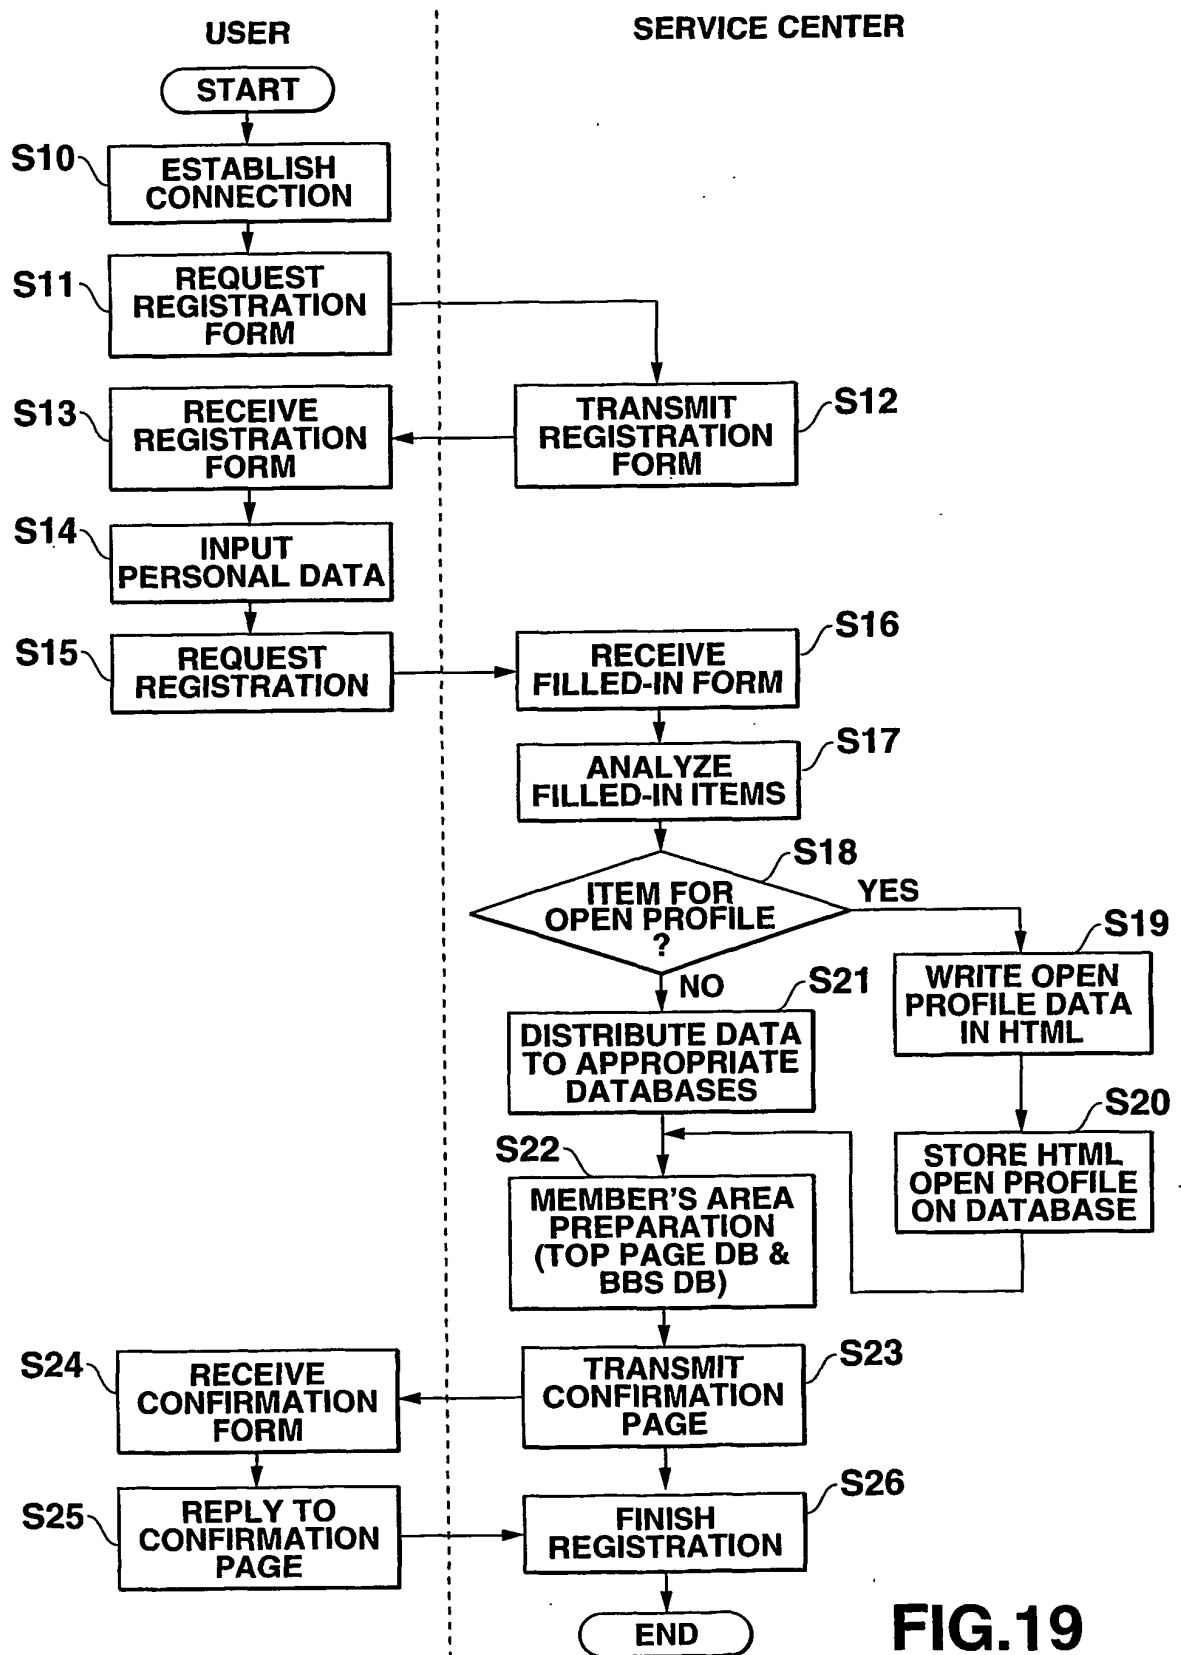 USER
SERVICE CENTER
START
S10
ESTABLISH
CONNECTION
S11
REQUEST
REGISTRATION
FORM
S12
TRANSMIT
REGISTRATION
FORM
S13
RECEIVE
REGISTRATION
FORM
S14
INPUT
PERSONAL DATA
S15
REQUEST
REGISTRATION
S16
RECEIVE
FILLED-IN FORM
S17
ANALYZE
FILLED-IN ITEMS
S18
ITEM FOR
OPEN PROFILE
?
YES
NO
S19
WRITE OPEN
PROFILE DATA
IN HTML
S20
STORE HTML
OPEN PROFILE
ON DATABASE
S21
DISTRIBUTE DATA
TO APPROPRIATE
DATABASES
S22
MEMBER'S AREA
PREPARATION
(TOP PAGE DB &
BBS DB)
S23
TRANSMIT
CONFIRMATION
PAGE
S24
RECEIVE
CONFIRMATION
FORM
S25
REPLY TO
CONFIRMATION
PAGE
S26
FINISH
REGISTRATION
END
FIG.19